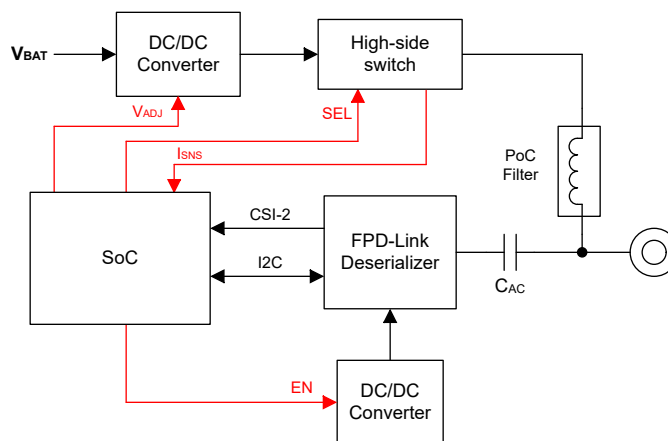 VBAT
DC/DC
Converter
High-side
switch
VADJ
SEL
ISNS
PoC
Filter
SoC
CSI-2
I2C
FPD-Link
Deserializer
CAC
EN
DC/DC
Converter